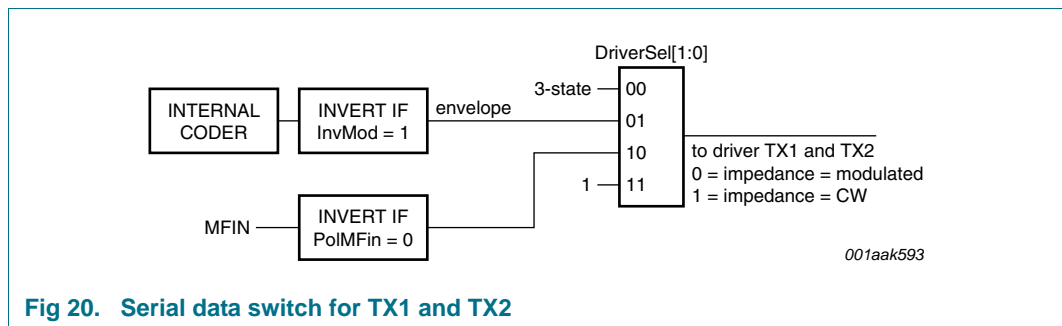 DriverSel[1:0]
3-state
00
INTERNAL
CODER
INVERT IF
InvMod = 1
envelope
01
10
1
11
to driver TX1 and TX2
0 = impedance = modulated
1 = impedance = CW
MFIN
INVERT IF
PolMFin = 0
001aak593
Fig 20. Serial data switch for TX1 and TX2